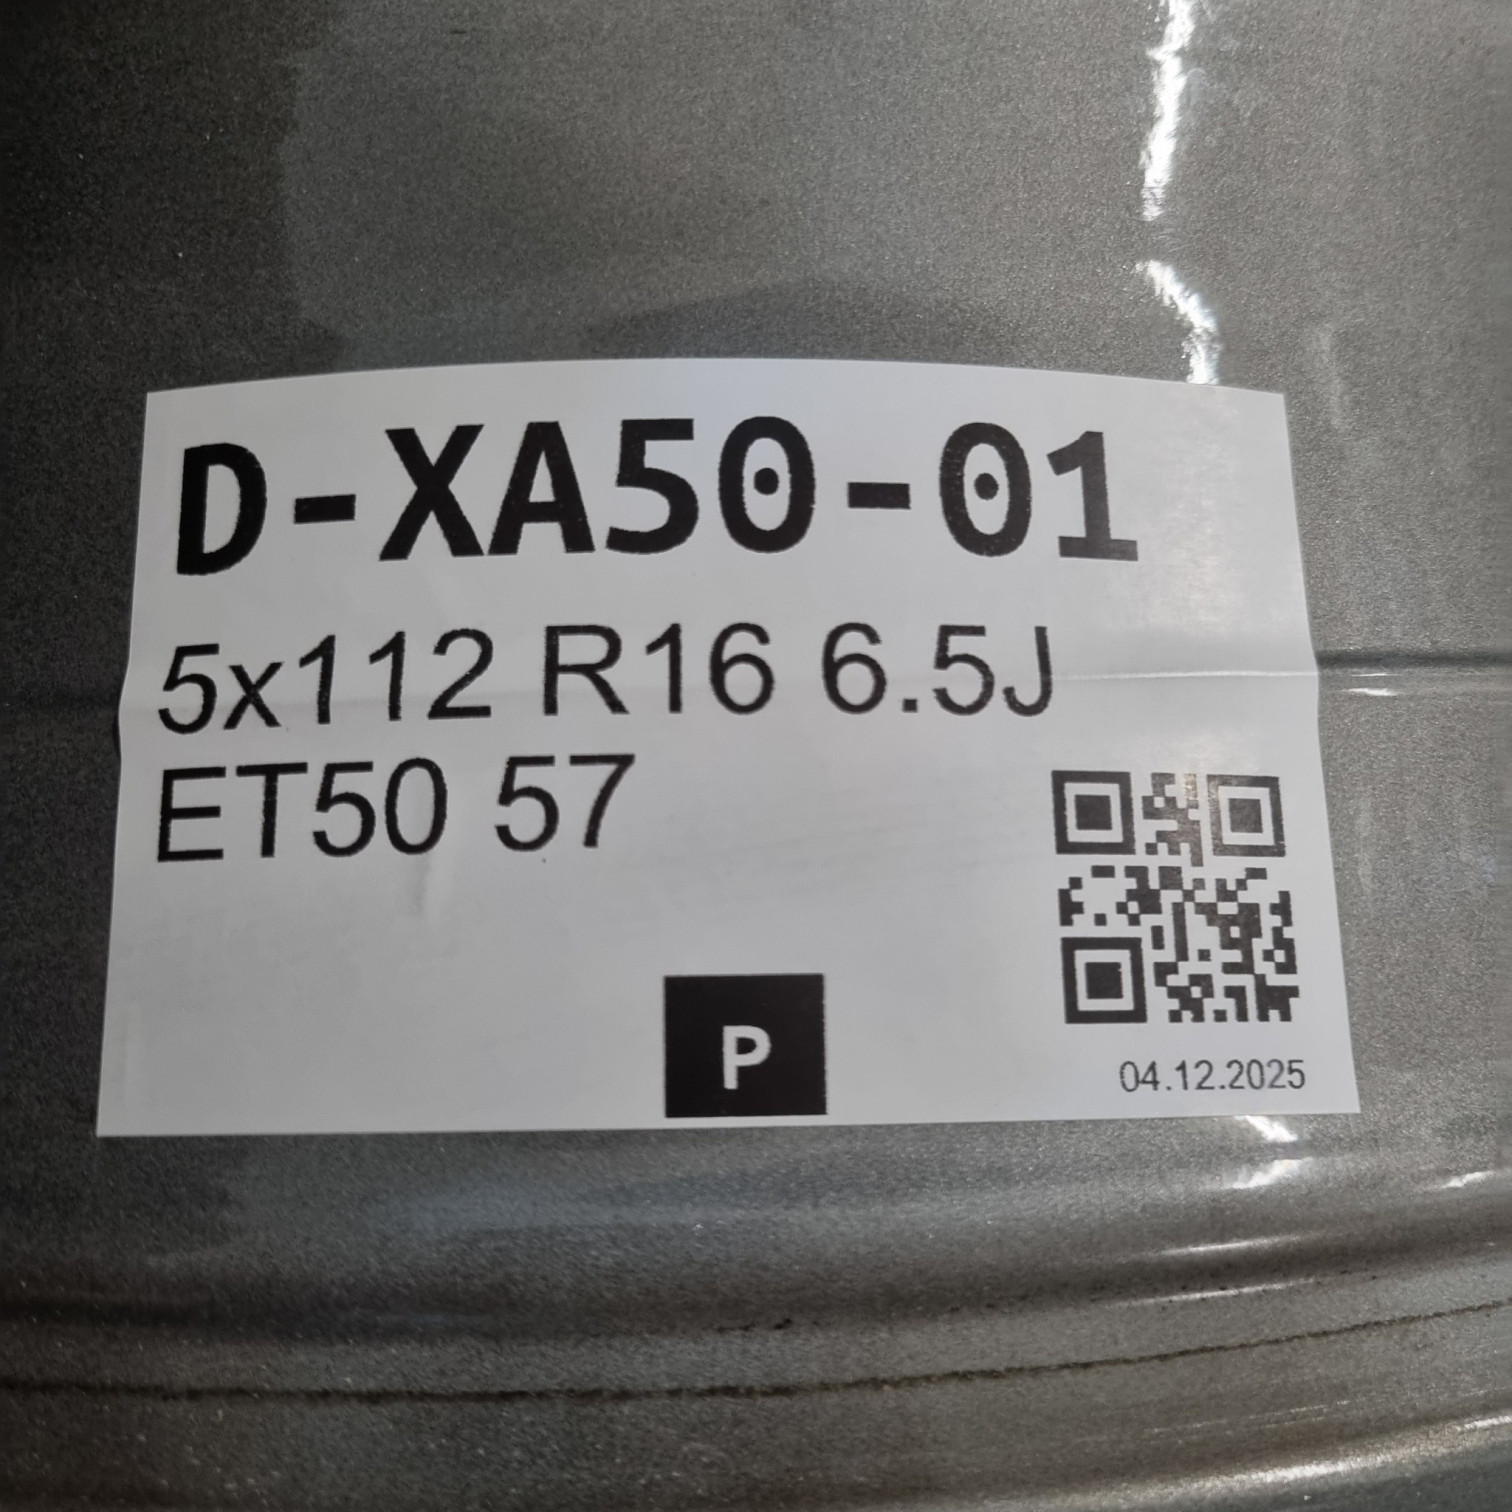 D-XA50-01
5x112 R16 6.5J
ET50 57
P
04.12.2025